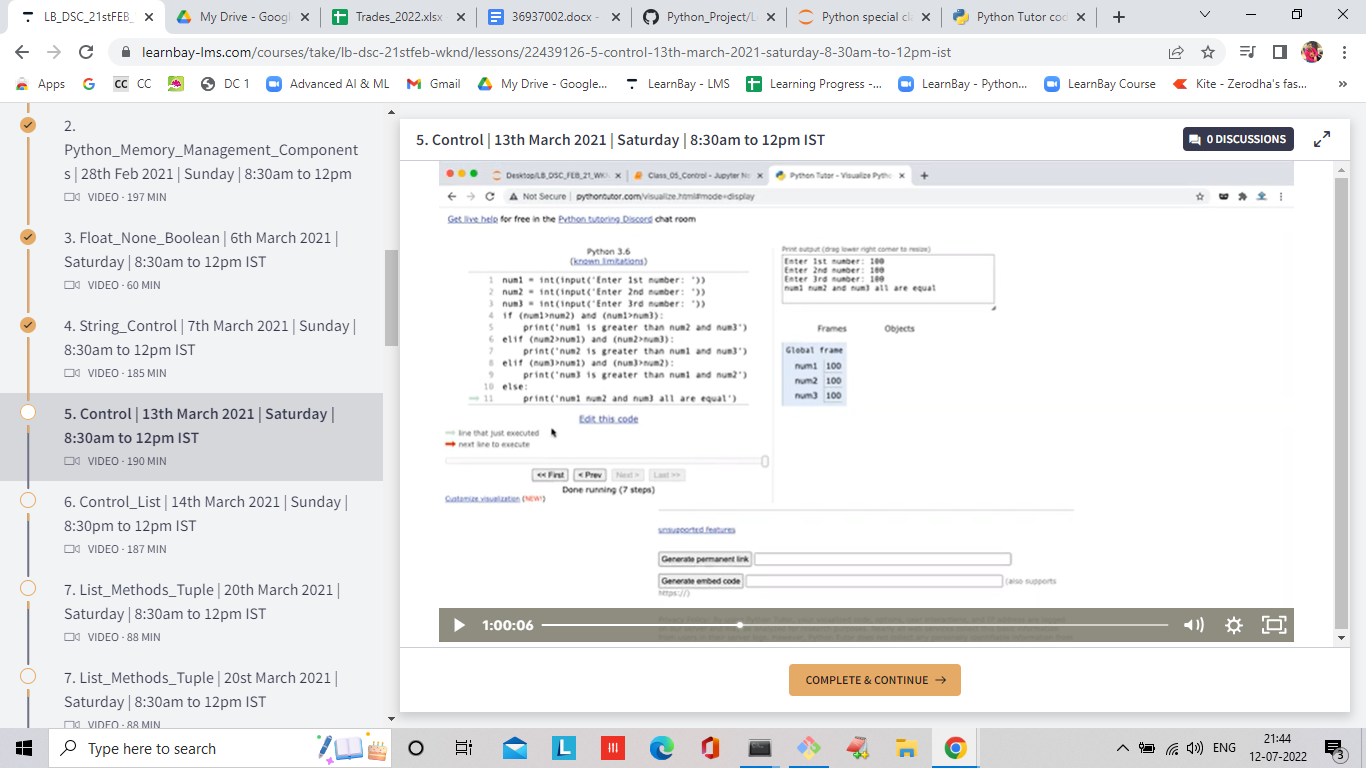 LB_DSC_21stFEB_
My Drive - Googl
Trades_2022.xlsx
36937002.docx -
Python_Project/L
Python special cl
Python Tutor cod
learnbay-lms.com/courses/take/lb-dsc-21stfeb-wknd/lessons/22439126-5-control-13th-march-2021-saturday-8-30am-to-12pm-ist
Apps
CC CC
DC 1
Advanced AI & ML
Gmail
My Drive - Google...
LearnBay - LMS
Learning Progress -...
LearnBay - Python...
LearnBay Course
Kite - Zerodha's fas...
2.
Python_Memory_Management_Component
s | 28th Feb 2021 | Sunday | 8:30am to 12pm
VIDEO · 197 MIN
3. Float_None_Boolean | 6th March 2021 |
Saturday | 8:30am to 12pm IST
VIDEO · 60 MIN
4. String_Control | 7th March 2021 | Sunday |
8:30am to 12pm IST
VIDEO · 185 MIN
5. Control | 13th March 2021 | Saturday |
8:30am to 12pm IST
VIDEO · 190 MIN
6. Control_List | 14th March 2021 | Sunday |
8:30pm to 12pm IST
VIDEO · 187 MIN
7. List_Methods_Tuple | 20th March 2021 |
Saturday | 8:30am to 12pm IST
VIDEO · 88 MIN
7. List_Methods_Tuple | 20st March 2021 |
Saturday | 8:30am to 12pm IST
VIDEO · 88 MIN
5. Control | 13th March 2021 | Saturday | 8:30am to 12pm IST
0 DISCUSSIONS
Desktop/LB_DSC_FEB_21_WK
Class_05_Control - Jupyter No
Python Tutor - Visualize Pyth
Not Secure | pythontutor.com/visualize.html#mode=display
Get live help for free in the Python tutoring Discord chat room
Python 3.6
(known limitations)
1 num1 = int(input('Enter 1st number: '))
2 num2 = int(input('Enter 2nd number: '))
3 num3 = int(input('Enter 3rd number: '))
4 if (num1>num2) and (num1>num3):
5 print('num1 is greater than num2 and num3')
6 elif (num2>num1) and (num2>num3):
7 print('num2 is greater than num1 and num3')
8 elif (num3>num1) and (num3>num2):
9 print('num3 is greater than num1 and num2')
10 else:
11 print('num1 num2 and num3 all are equal')
Edit this code
line that just executed
next line to execute
<< First
< Prev
Next >
Last >>
Done running (7 steps)
Customize visualization (NEW!)
Print output (drag lower right corner to resize)
Enter 1st number: 100
Enter 2nd number: 100
Enter 3rd number: 100
num1 num2 and num3 all are equal
Frames
Objects
Global frame
num1 100
num2 100
num3 100
unsupported features
Generate permanent link
Generate embed code
(also supports
https://)
1:00:06
COMPLETE & CONTINUE
Type here to search
L
ENG
21:44
12-07-2022
3